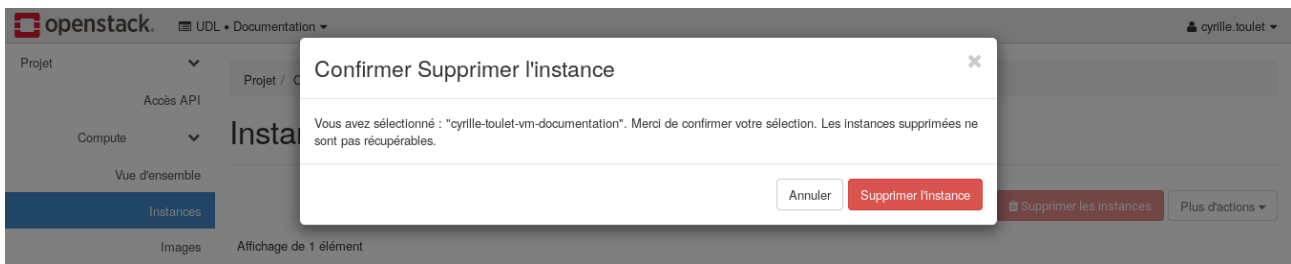 openstack. UDL • Documentation cyrille.toulet
Projet
Accès API
Compute
Vue d'ensemble
Instances
Images
Projet /
Confirmer Supprimer l'instance
Vous avez sélectionné : "cyrille-toulet-vm-documentation". Merci de confirmer votre sélection. Les instances supprimées ne
sont pas récupérables.
Annuler Supprimer l'instance
Supprimer les instances Plus d'actions
Affichage de 1 élément